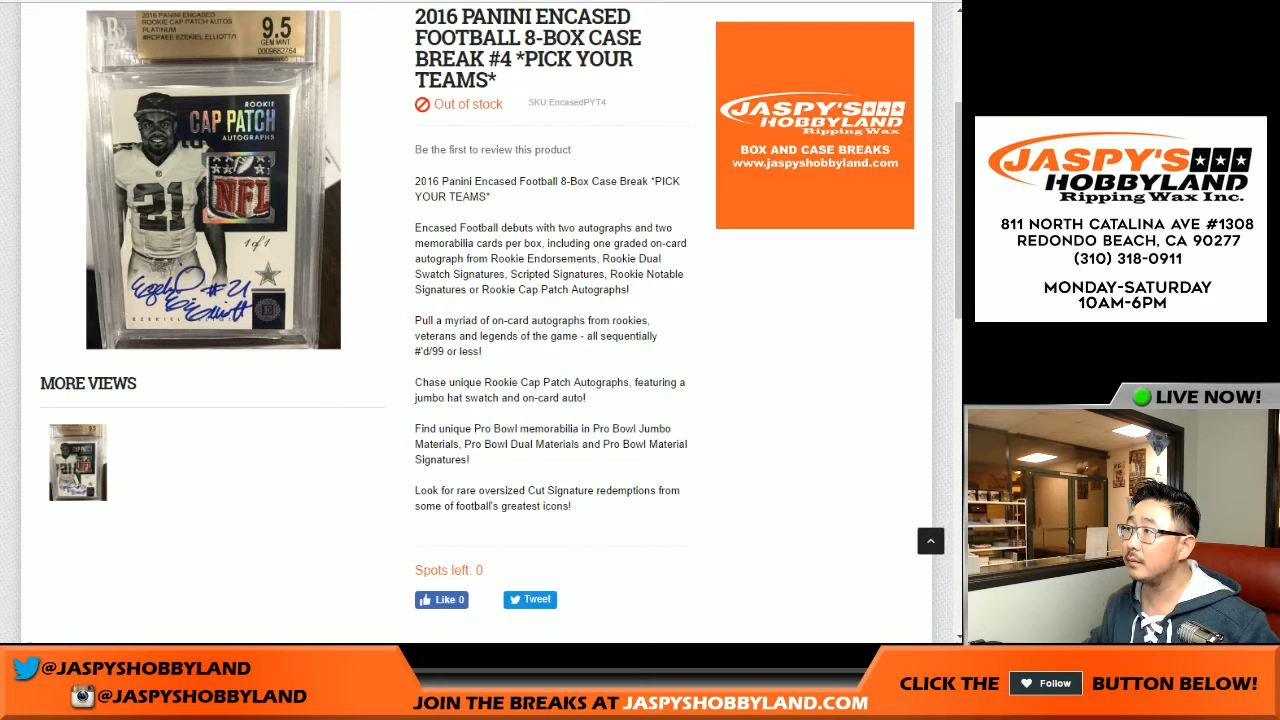 2016 PANINI ENCASED
ROOKIE CAP PATCH AUTOS
PLATINUM
#RCPAEE EZEKIEL ELLIOTT/1
9.5
GEM MINT
0009682764
ROOKIE
CAP PATCH
AUTOGRAPHS
NFL
21
1 of 1
#21
MORE VIEWS
2016 PANINI ENCASED
FOOTBALL 8-BOX CASE
BREAK #4 *PICK YOUR
TEAMS*
Out of stock
SKU:EncasedPYT4
Be the first to review this product
2016 Panini Encased Football 8-Box Case Break *PICK
YOUR TEAMS*
Encased Football debuts with two autographs and two
memorabilia cards per box, including one graded on-card
autograph from Rookie Endorsements, Rookie Dual
Swatch Signatures, Scripted Signatures, Rookie Notable
Signatures or Rookie Cap Patch Autographs!
Pull a myriad of on-card autographs from rookies,
veterans and legends of the game - all sequentially
#'d/99 or less!
Chase unique Rookie Cap Patch Autographs, featuring a
jumbo hat swatch and on-card auto!
Find unique Pro Bowl memorabilia in Pro Bowl Jumbo
Materials, Pro Bowl Dual Materials and Pro Bowl Material
Signatures!
Look for rare oversized Cut Signature redemptions from
some of football's greatest icons!
Spots left: 0
Like 0
Tweet
JASPY'S
HOBBYLAND
Ripping Wax
BOX AND CASE BREAKS
www.jaspyshobbyland.com
JASPY'S
HOBBYLAND
Ripping Wax Inc.
811 NORTH CATALINA AVE #1308
REDONDO BEACH, CA 90277
(310) 318-0911
MONDAY-SATURDAY
10AM-6PM
LIVE NOW!
@JASPYSHOBBYLAND
@JASPYSHOBBYLAND
JOIN THE BREAKS AT JASPYSHOBBYLAND.COM
CLICK THE
Follow
BUTTON BELOW!